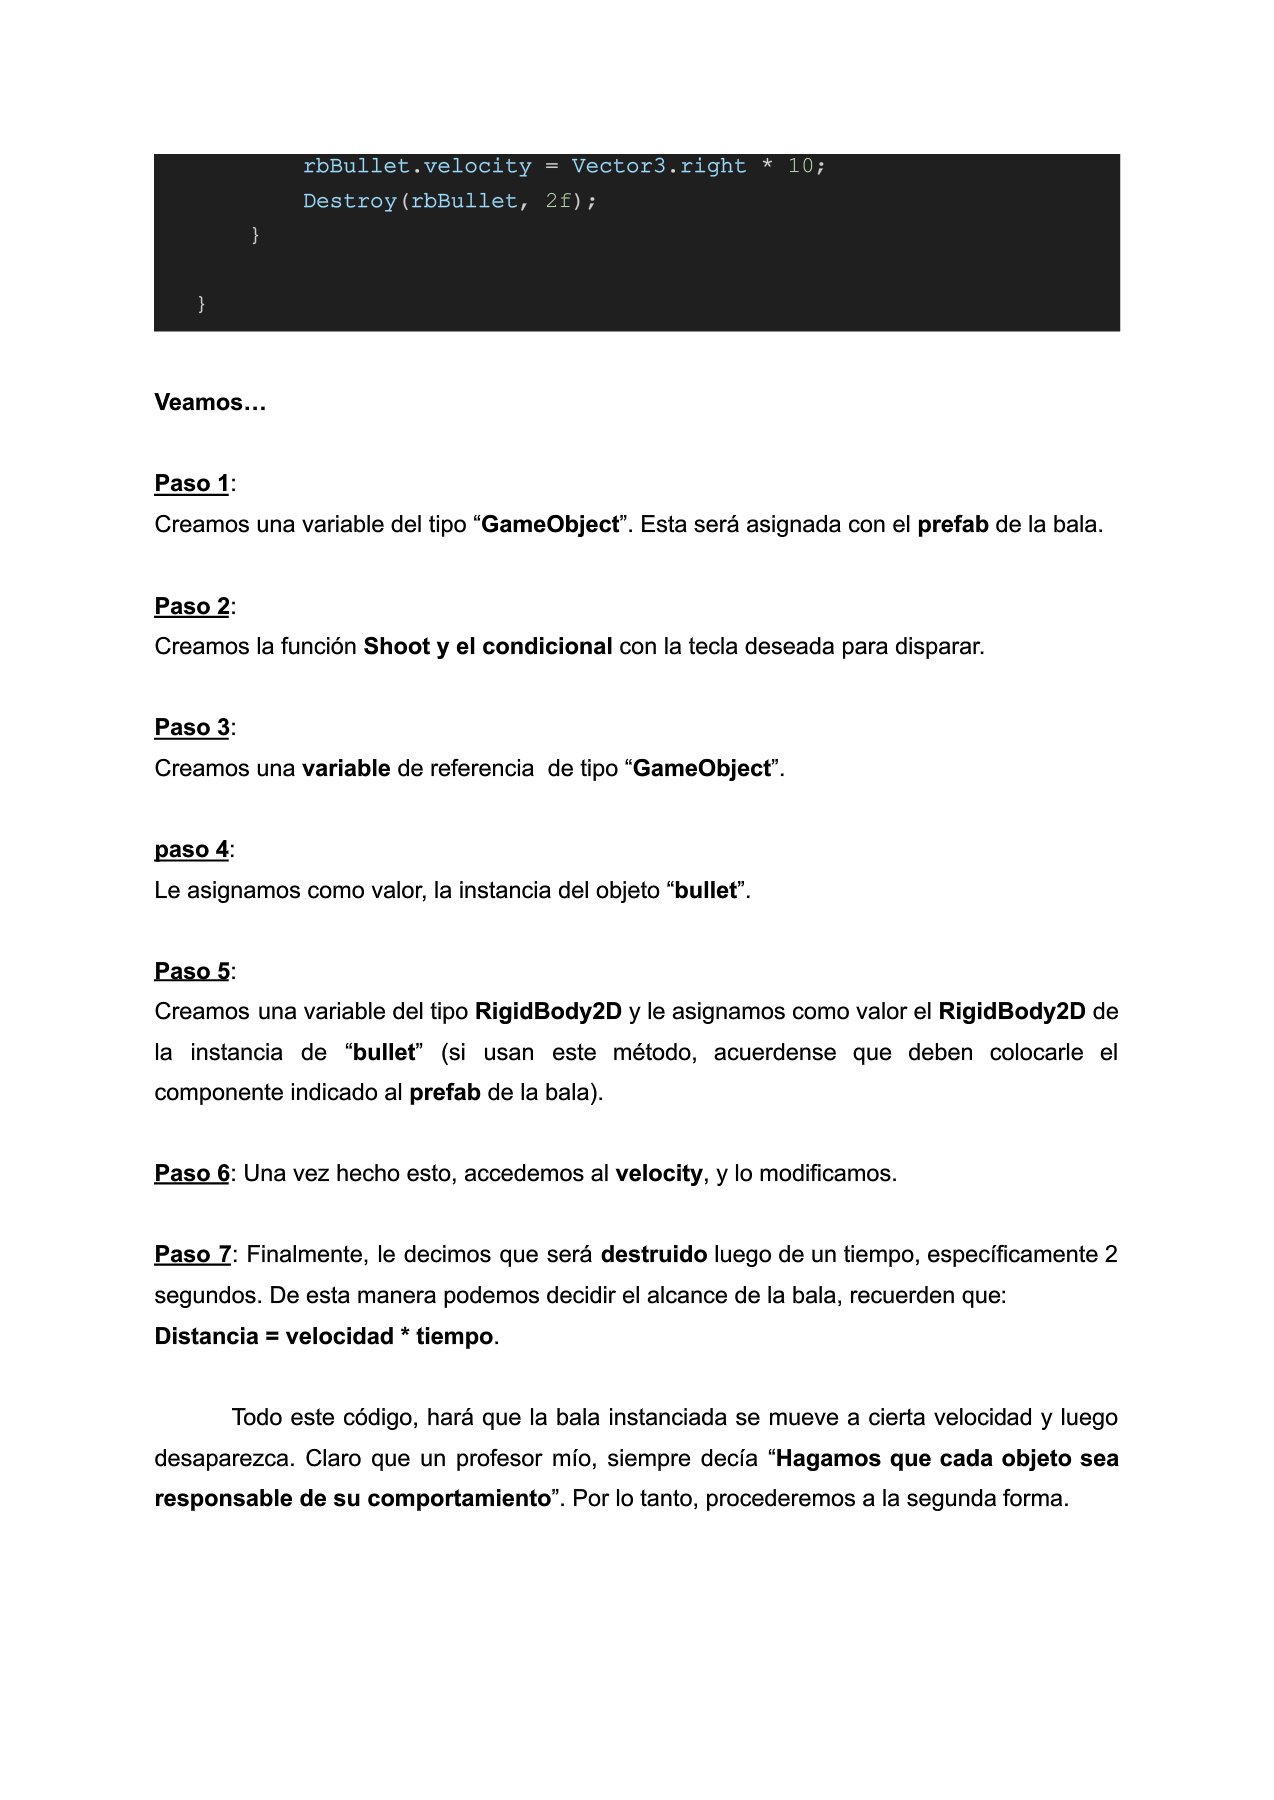 rbBullet.velocity = Vector3.right * 10;
Destroy(rbBullet, 2f);
}
}
Veamos…
Paso 1:
Creamos una variable del tipo “GameObject”. Esta será asignada con el prefab de la bala.
Paso 2:
Creamos la función Shoot y el condicional con la tecla deseada para disparar.
Paso 3:
Creamos una variable de referencia  de tipo “GameObject”.
paso 4:
Le asignamos como valor, la instancia del objeto “bullet”.
Paso 5:
Creamos una variable del tipo RigidBody2D y le asignamos como valor el RigidBody2D de
la instancia de “bullet” (si usan este método, acuerdense que deben colocarle el
componente indicado al prefab de la bala).
Paso 6: Una vez hecho esto, accedemos al velocity, y lo modificamos.
Paso 7: Finalmente, le decimos que será destruido luego de un tiempo, específicamente 2
segundos. De esta manera podemos decidir el alcance de la bala, recuerden que:
Distancia = velocidad * tiempo.
Todo este código, hará que la bala instanciada se mueve a cierta velocidad y luego
desaparezca. Claro que un profesor mío, siempre decía “Hagamos que cada objeto sea
responsable de su comportamiento”. Por lo tanto, procederemos a la segunda forma.